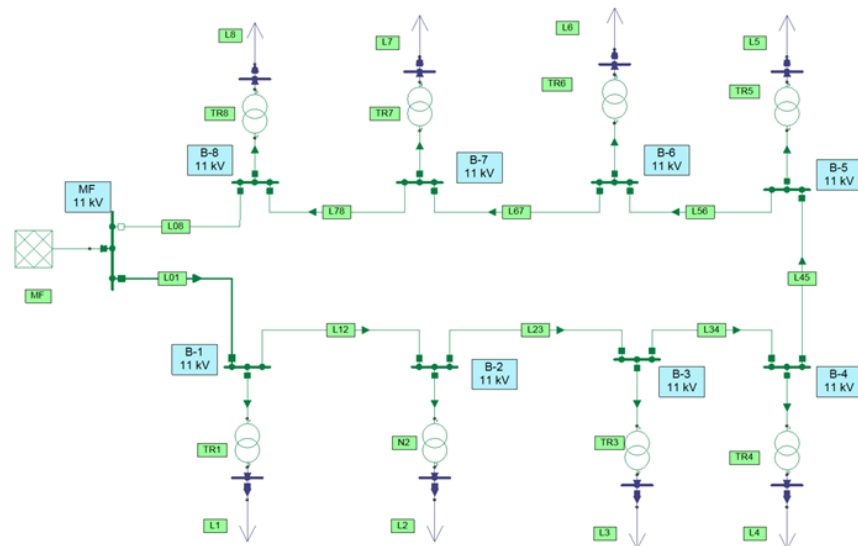 L8
L7
L6
L5
TR8
TR7
TR6
TR5
B-8
11 kV
B-7
11 kV
B-6
11 kV
B-5
11 kV
MF
11 kV
L08
L78
L67
L56
MF
L01
L45
L12
L23
L34
B-1
11 kV
B-2
11 kV
B-3
11 kV
B-4
11 kV
TR1
N2
TR3
TR4
L1
L2
L3
L4